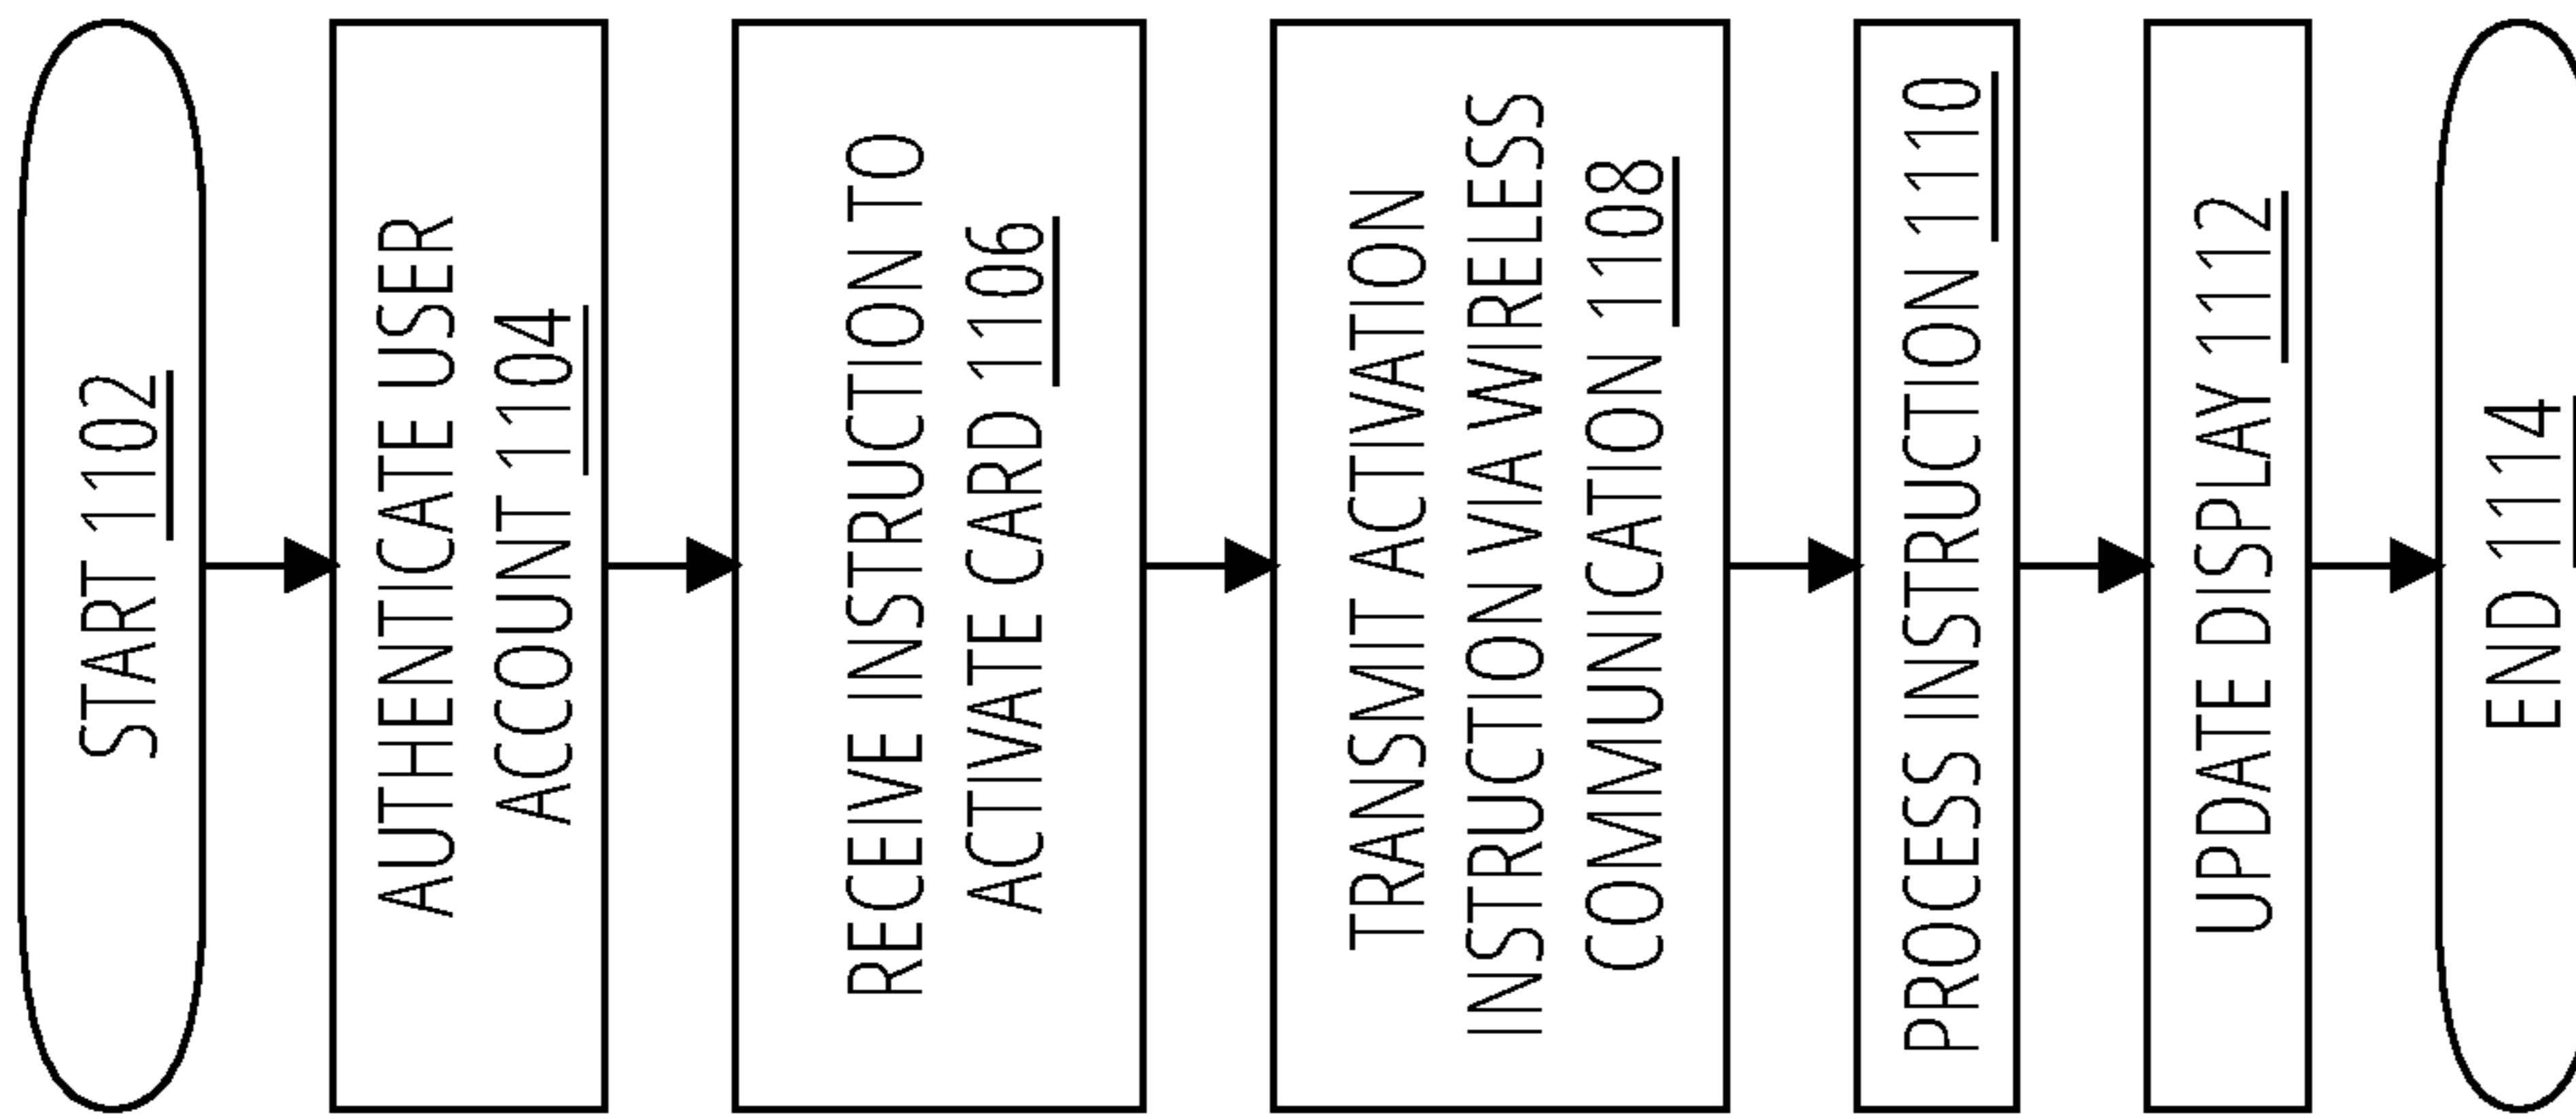 START 1102
AUTHENTICATE USER
ACCOUNT 1104
RECEIVE INSTRUCTION TO
ACTIVATE CARD 1106
TRANSMIT ACTIVATION
INSTRUCTION VIA WIRELESS
COMMUNICATION 1108
PROCESS INSTRUCTION 1110
UPDATE DISPLAY 1112
END 1114